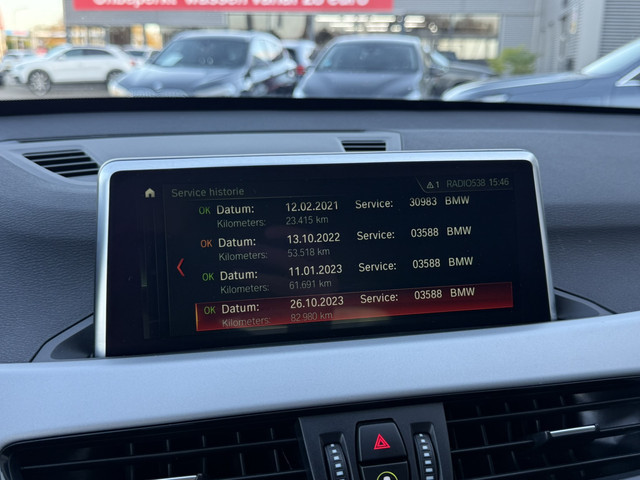 wassen vanaf 20 euro
Service historie
1 RADIO538 15:46
OK Datum: 12.02.2021 Service: 30983 BMW
Kilometers: 23.415 km
OK Datum: 13.10.2022 Service: 03588 BMW
Kilometers: 53.518 km
OK Datum: 11.01.2023 Service: 03588 BMW
Kilometers: 61.691 km
OK Datum: 26.10.2023 Service: 03588 BMW
Kilometers: 82.980 km